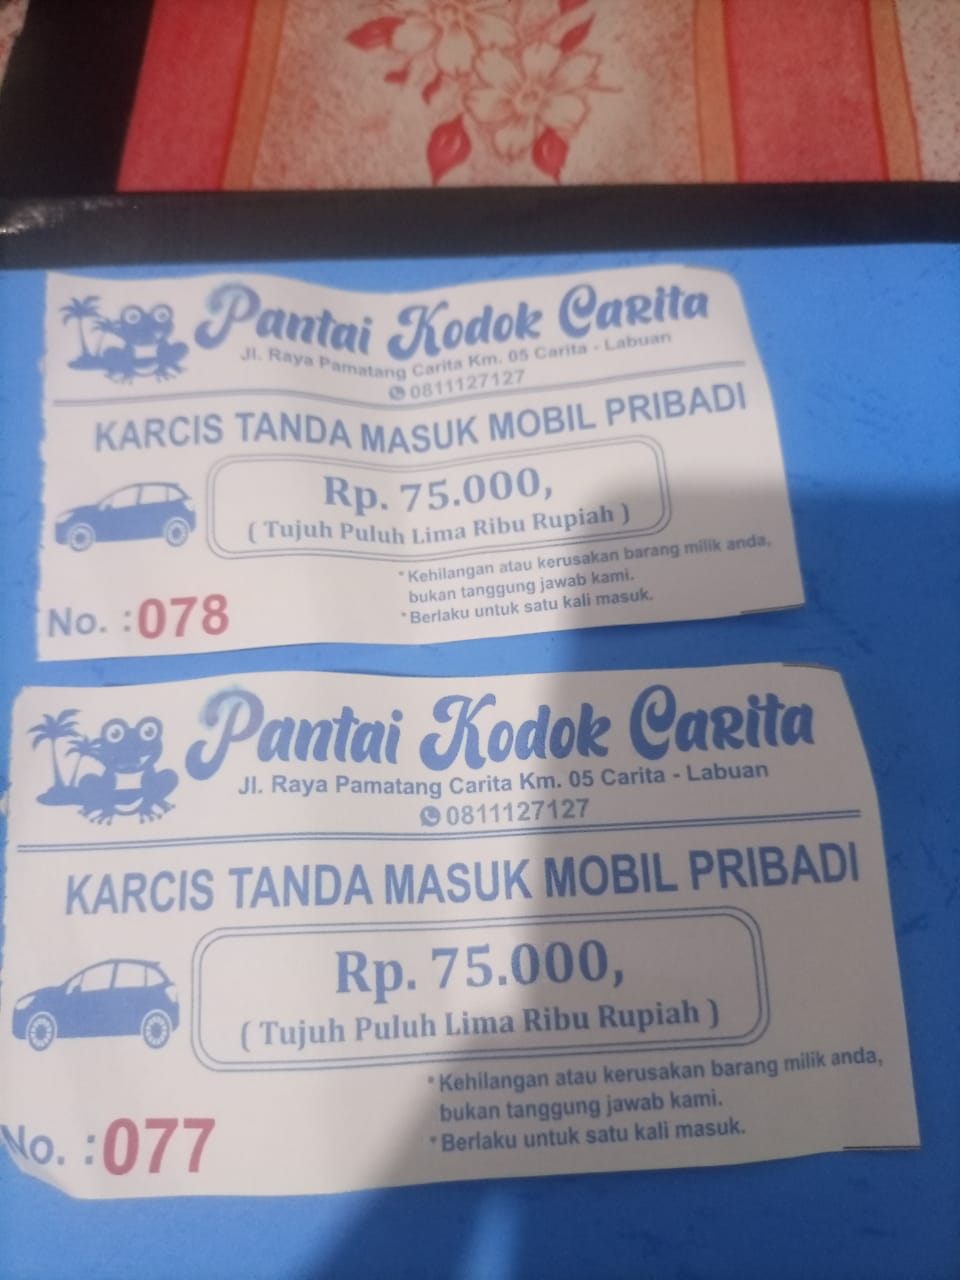 Pantai Kodok Carita
Jl. Raya Pamatang Carita Km. 05 Carita - Labuan
0811127127
KARCIS TANDA MASUK MOBIL PRIBADI
Rp. 75.000,
( Tujuh Puluh Lima Ribu Rupiah )
*Kehilangan atau kerusakan barang milik anda,
bukan tanggung jawab kami.
*Berlaku untuk satu kali masuk.
No. : 078
Pantai Kodok Carita
Jl. Raya Pamatang Carita Km. 05 Carita - Labuan
0811127127
KARCIS TANDA MASUK MOBIL PRIBADI
Rp. 75.000,
( Tujuh Puluh Lima Ribu Rupiah )
*Kehilangan atau kerusakan barang milik anda,
bukan tanggung jawab kami.
*Berlaku untuk satu kali masuk.
No. : 077